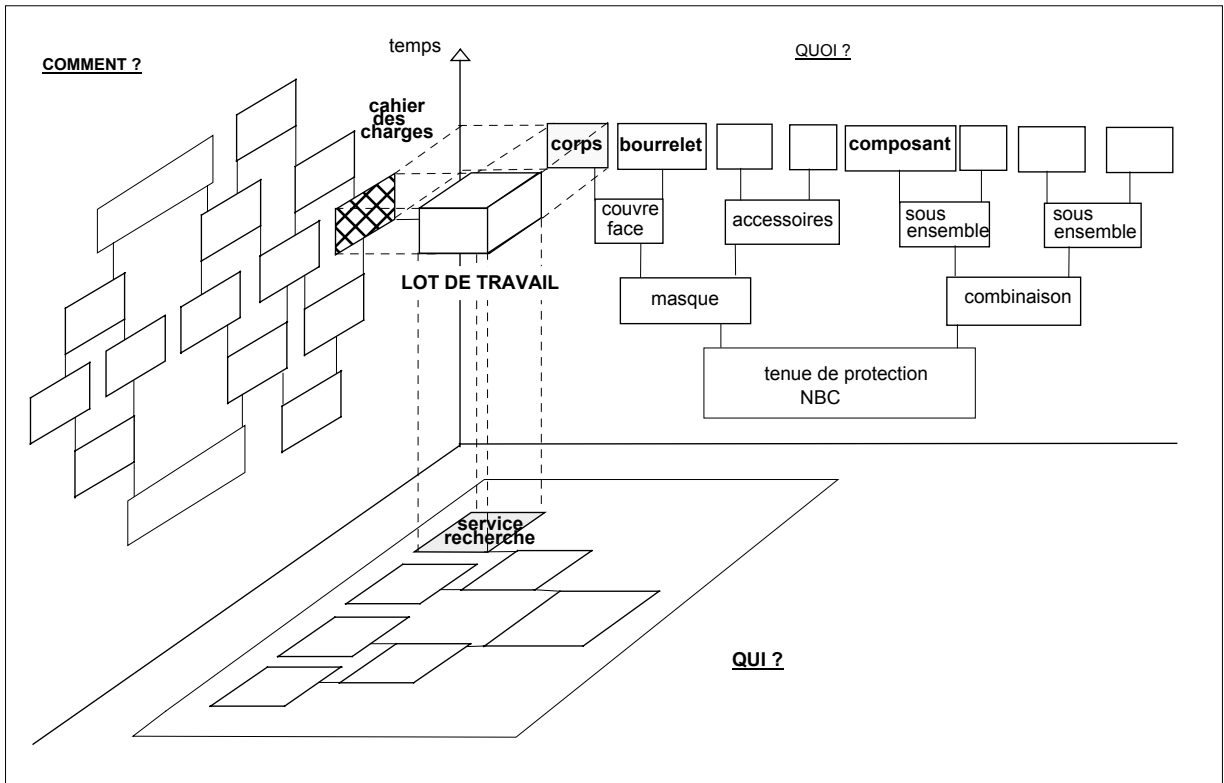 COMMENT ?
temps
QUOI ?
cahier
des
charges
corps
bourrelet
composant
couvre
face
accessoires
sous
ensemble
sous
ensemble
LOT DE TRAVAIL
masque
combinaison
tenue de protection
NBC
service
recherche
QUI ?